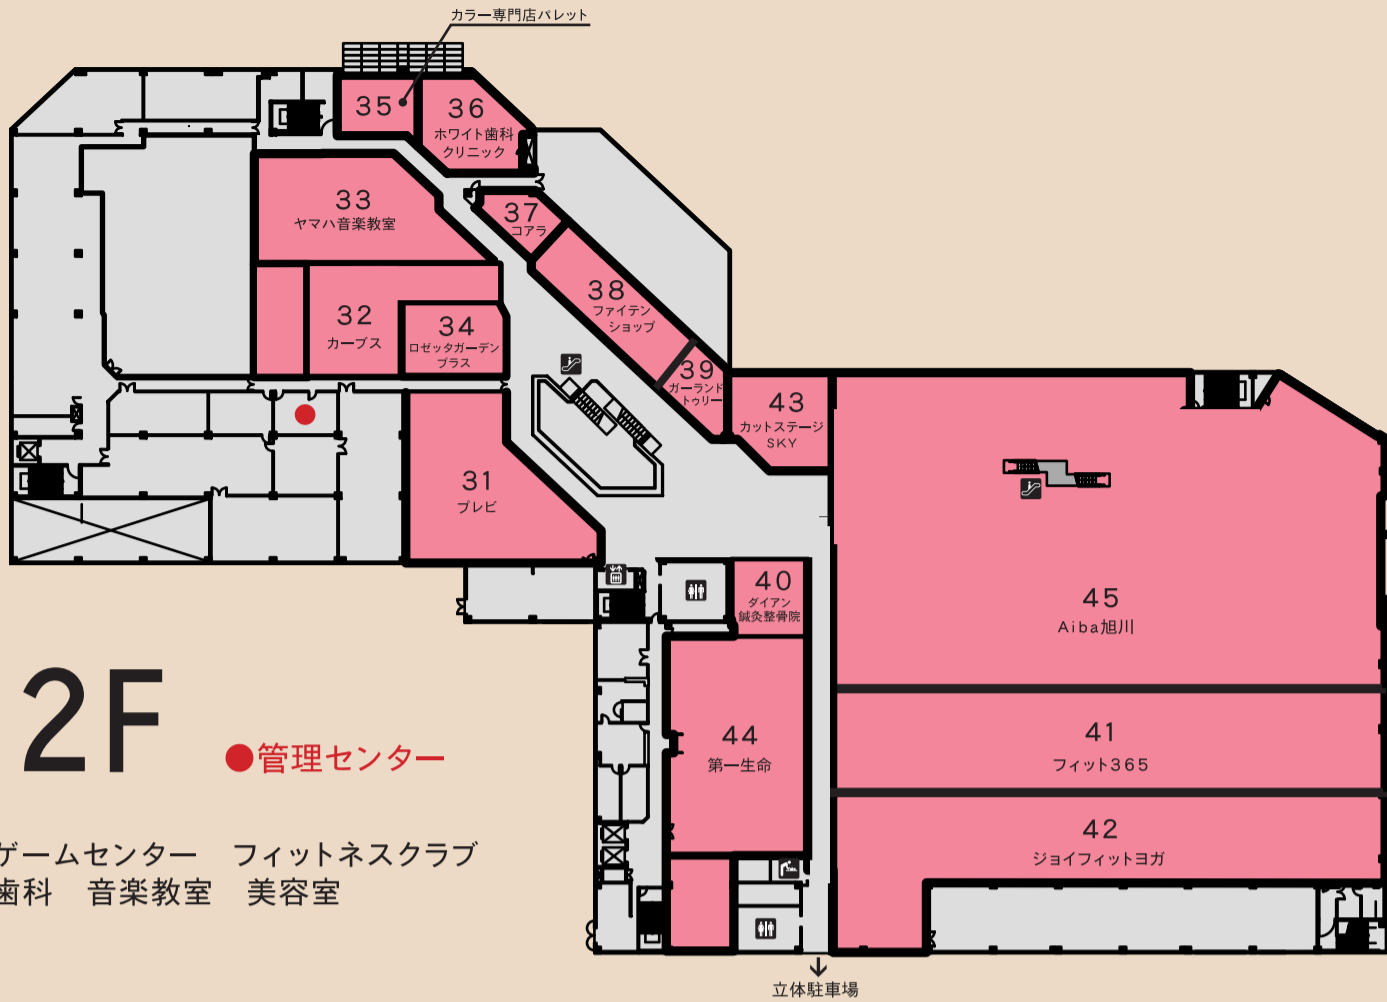 カラー専門店パレット
35
36
ホワイト歯科
クリニック
33
ヤマハ音楽教室
37
コアラ
38
ファイテン
ショップ
32
カーブス
34
ロゼッタガーデン
プラス
39
ガーランド
トゥリー
43
カットステージ
SKY
31
プレビ
40
ダイアン
鍼灸整骨院
45
Aiba旭川
2F
●管理センター
44
第一生命
41
フィット365
42
ジョイフィットヨガ
ゲームセンター　フィットネスクラブ
歯科　音楽教室　美容室
立体駐車場